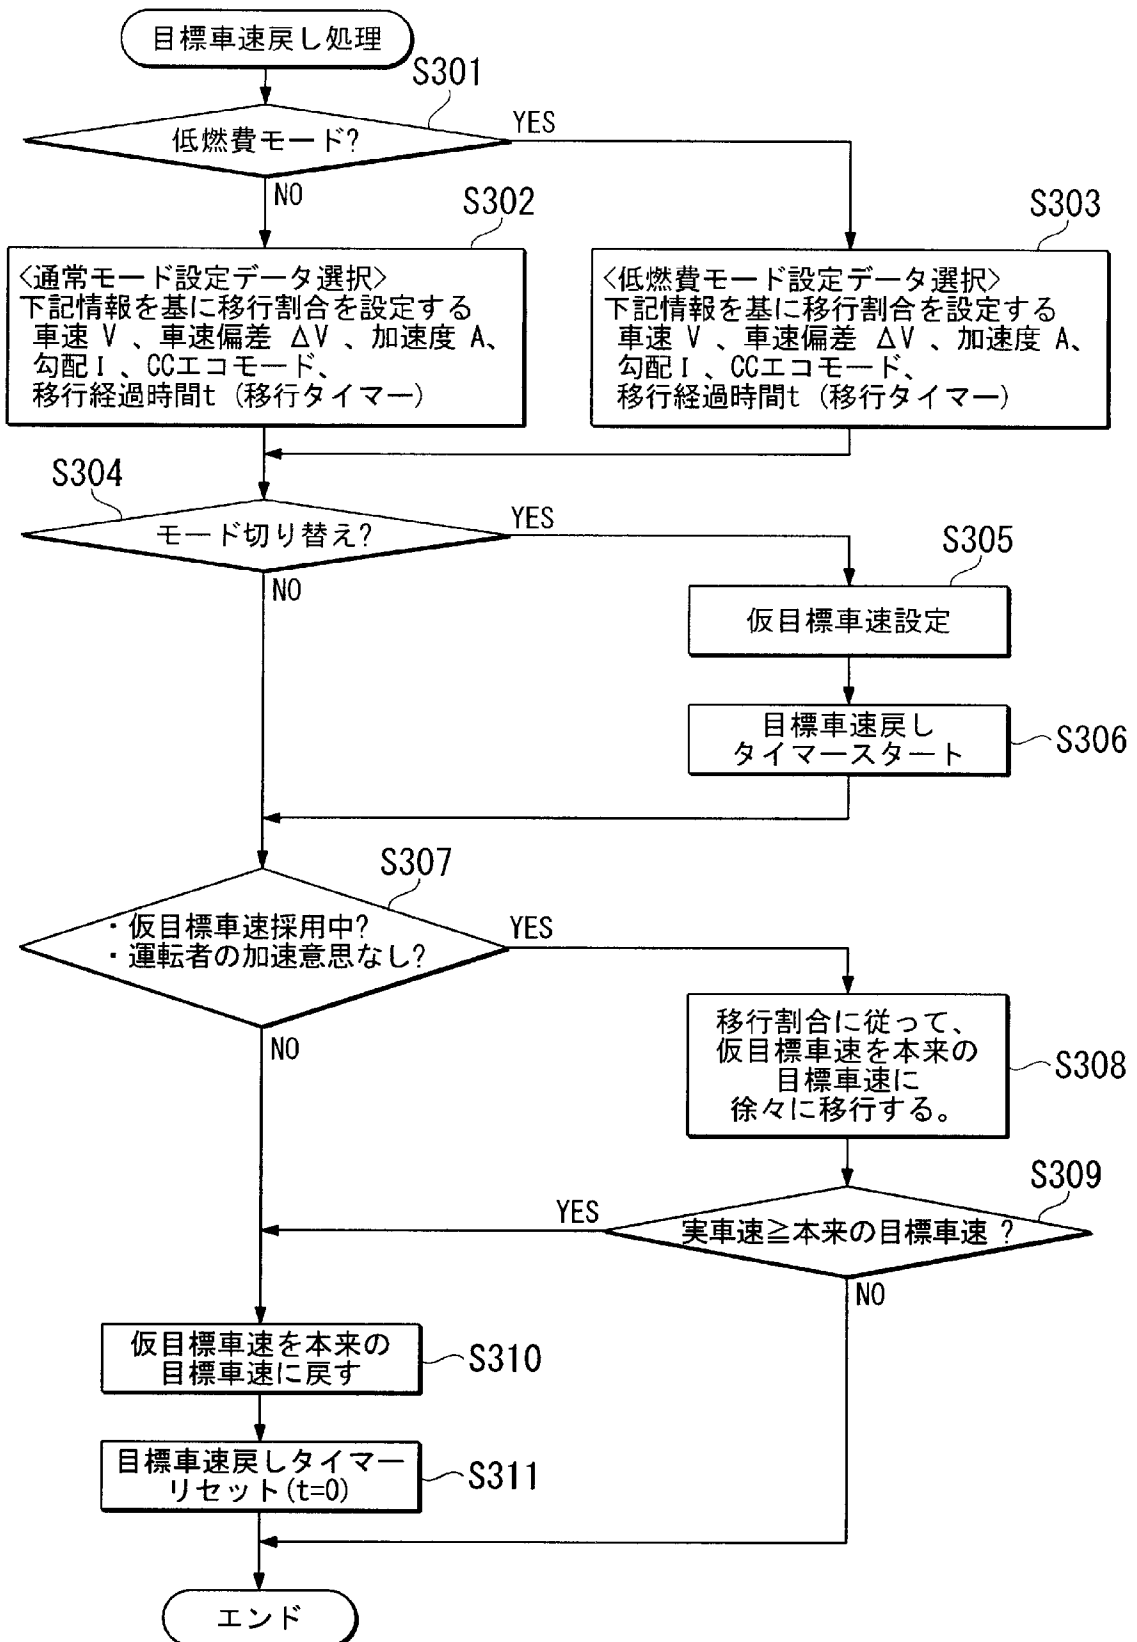 目標車速戻し処理
S301
低燃費モード?
YES
NO
S302
<通常モード設定データ選択>
下記情報を基に移行割合を設定する
車速 V 、車速偏差 ΔV 、加速度 A、
勾配 I 、CCエコモード、
移行経過時間t (移行タイマー)
S303
<低燃費モード設定データ選択>
下記情報を基に移行割合を設定する
車速 V 、車速偏差 ΔV 、加速度 A、
勾配 I 、CCエコモード、
移行経過時間t (移行タイマー)
S304
モード切り替え?
YES
NO
S305
仮目標車速設定
目標車速戻し
タイマースタート
S306
S307
・仮目標車速採用中?
・運転者の加速意思なし?
YES
NO
移行割合に従って、
仮目標車速を本来の
目標車速に
徐々に移行する。
S308
S309
実車速≧本来の目標車速 ?
YES
NO
仮目標車速を本来の
目標車速に戻す
S310
目標車速戻しタイマー
リセット(t=0)
S311
エンド